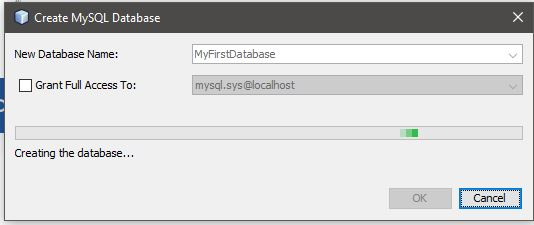 Create MySQL Database
New Database Name: MyFirstDatabase
Grant Full Access To: mysql.sys@localhost
Creating the database...
OK Cancel